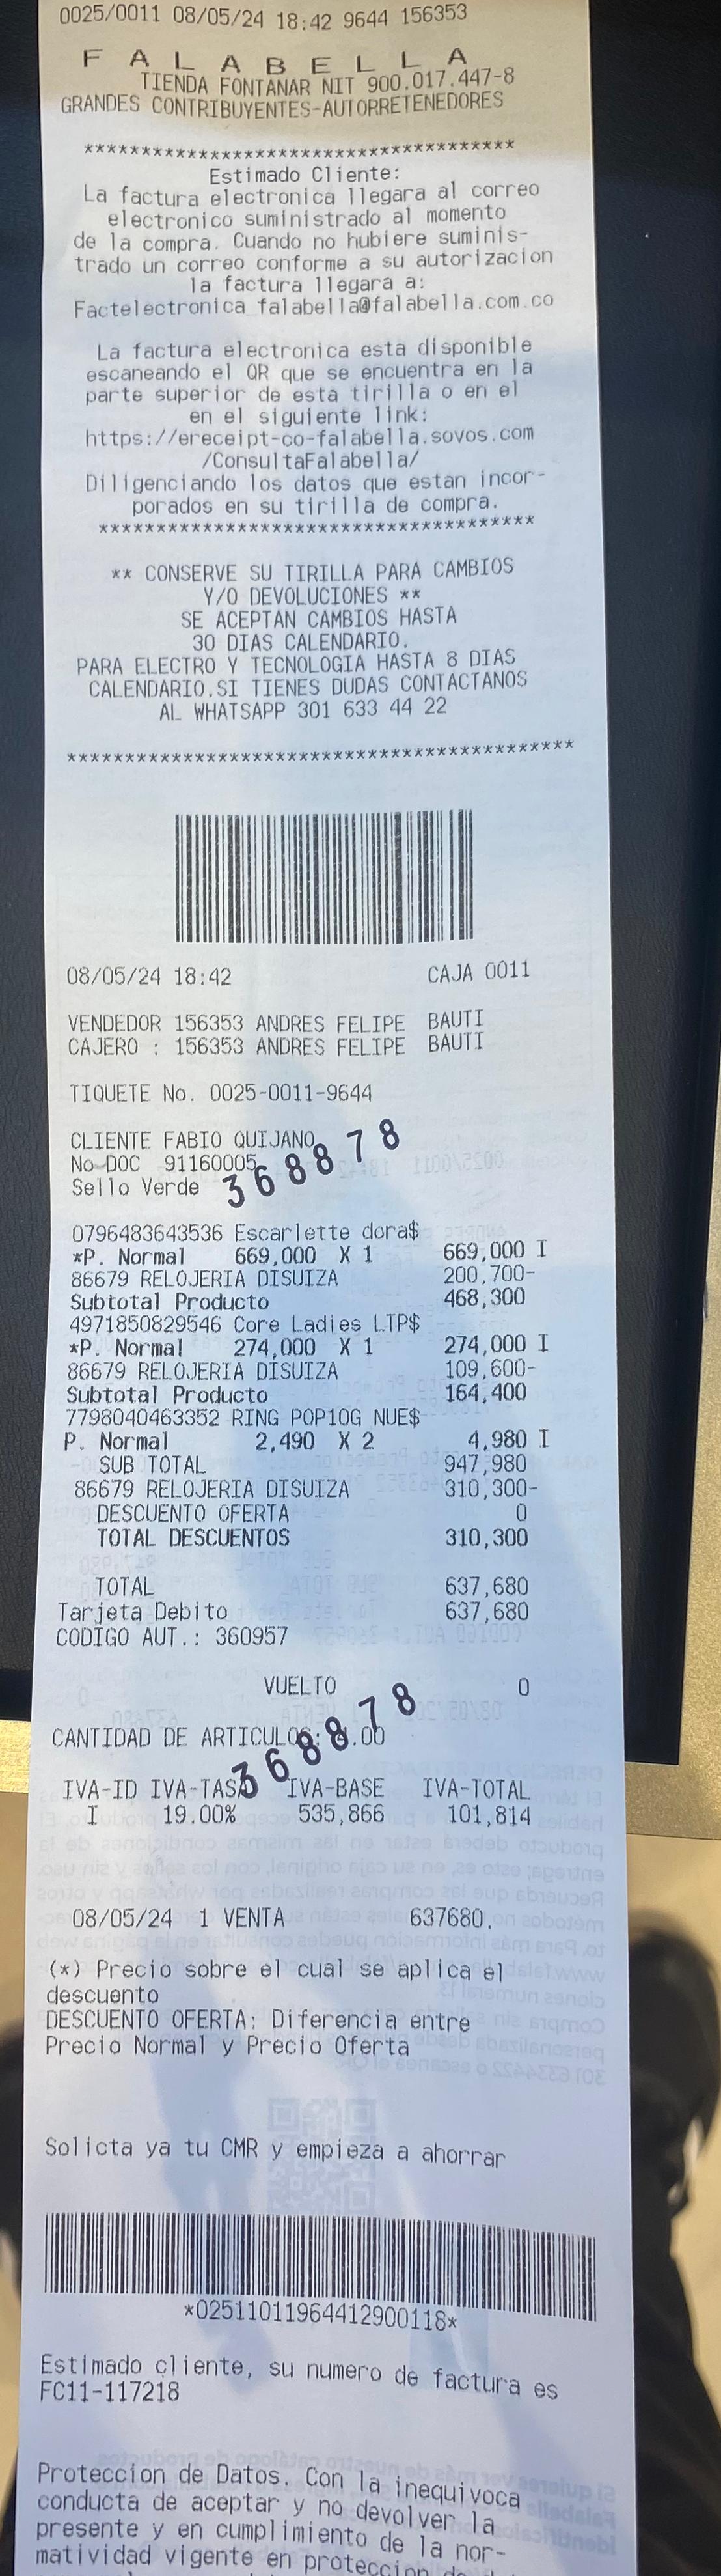 0025/0011 08/05/24 18:42 9644 156353
F A L A B E L L A
TIENDA FONTANAR NIT 900.017.447-8
GRANDES CONTRIBUYENTES-AUTORRETENEDORES
*************************************
Estimado Cliente:
La factura electronica llegara al correo
electronico suministrado al momento
de la compra. Cuando no hubiere suminis-
trado un correo conforme a su autorizacion
la factura llegara a:
Factelectronica falabella@falabella.com.co
La factura electronica esta disponible
escaneando el QR que se encuentra en la
parte superior de esta tirilla o en el
en el siguiente link:
https://ereceipt-co-falabella.sovos.com
/ConsultaFalabella/
Diligenciando los datos que estan incor-
porados en su tirilla de compra.
*************************************
** CONSERVE SU TIRILLA PARA CAMBIOS
Y/O DEVOLUCIONES **
SE ACEPTAN CAMBIOS HASTA
30 DIAS CALENDARIO.
PARA ELECTRO Y TECNOLOGIA HASTA 8 DIAS
CALENDARIO.SI TIENES DUDAS CONTACTANOS
AL WHATSAPP 301 633 44 22
********************************************
08/05/24 18:42 CAJA 0011
VENDEDOR 156353 ANDRES FELIPE BAUTI
CAJERO : 156353 ANDRES FELIPE BAUTI
TIQUETE No. 0025-0011-9644
CLIENTE FABIO QUIJANO
No DOC 91160005
Sello Verde 368878
0796483643536 Escarlette dora$
*P. Normal 669,000 X 1 669,000 I
86679 RELOJERIA DISUIZA 200,700-
Subtotal Producto 468,300
4971850829546 Core Ladies LTP$
*P. Normal 274,000 X 1 274,000 I
86679 RELOJERIA DISUIZA 109,600-
Subtotal Producto 164,400
7798040463352 RING POP10G NUE$
P. Normal 2,490 X 2 4,980 I
SUB TOTAL 947,980
86679 RELOJERIA DISUIZA 310,300-
DESCUENTO OFERTA 0
TOTAL DESCUENTOS 310,300
TOTAL 637,680
Tarjeta Debito 637,680
CODIGO AUT.: 360957
VUELTO 0
CANTIDAD DE ARTICULOS: .00
368878
IVA-ID IVA-TASA IVA-BASE IVA-TOTAL
I 19.00% 535,866 101,814
08/05/24 1 VENTA 637680.
(*) Precio sobre el cual se aplica el
descuento
DESCUENTO OFERTA: Diferencia entre
Precio Normal y Precio Oferta
Solicta ya tu CMR y empieza a ahorrar
*02511011964412900118*
Estimado cliente, su numero de factura es
FC11-117218
Proteccion de Datos. Con la inequivoca
conducta de aceptar y no devolver la
presente y en cumplimiento de la nor-
matividad vigente en proteccion